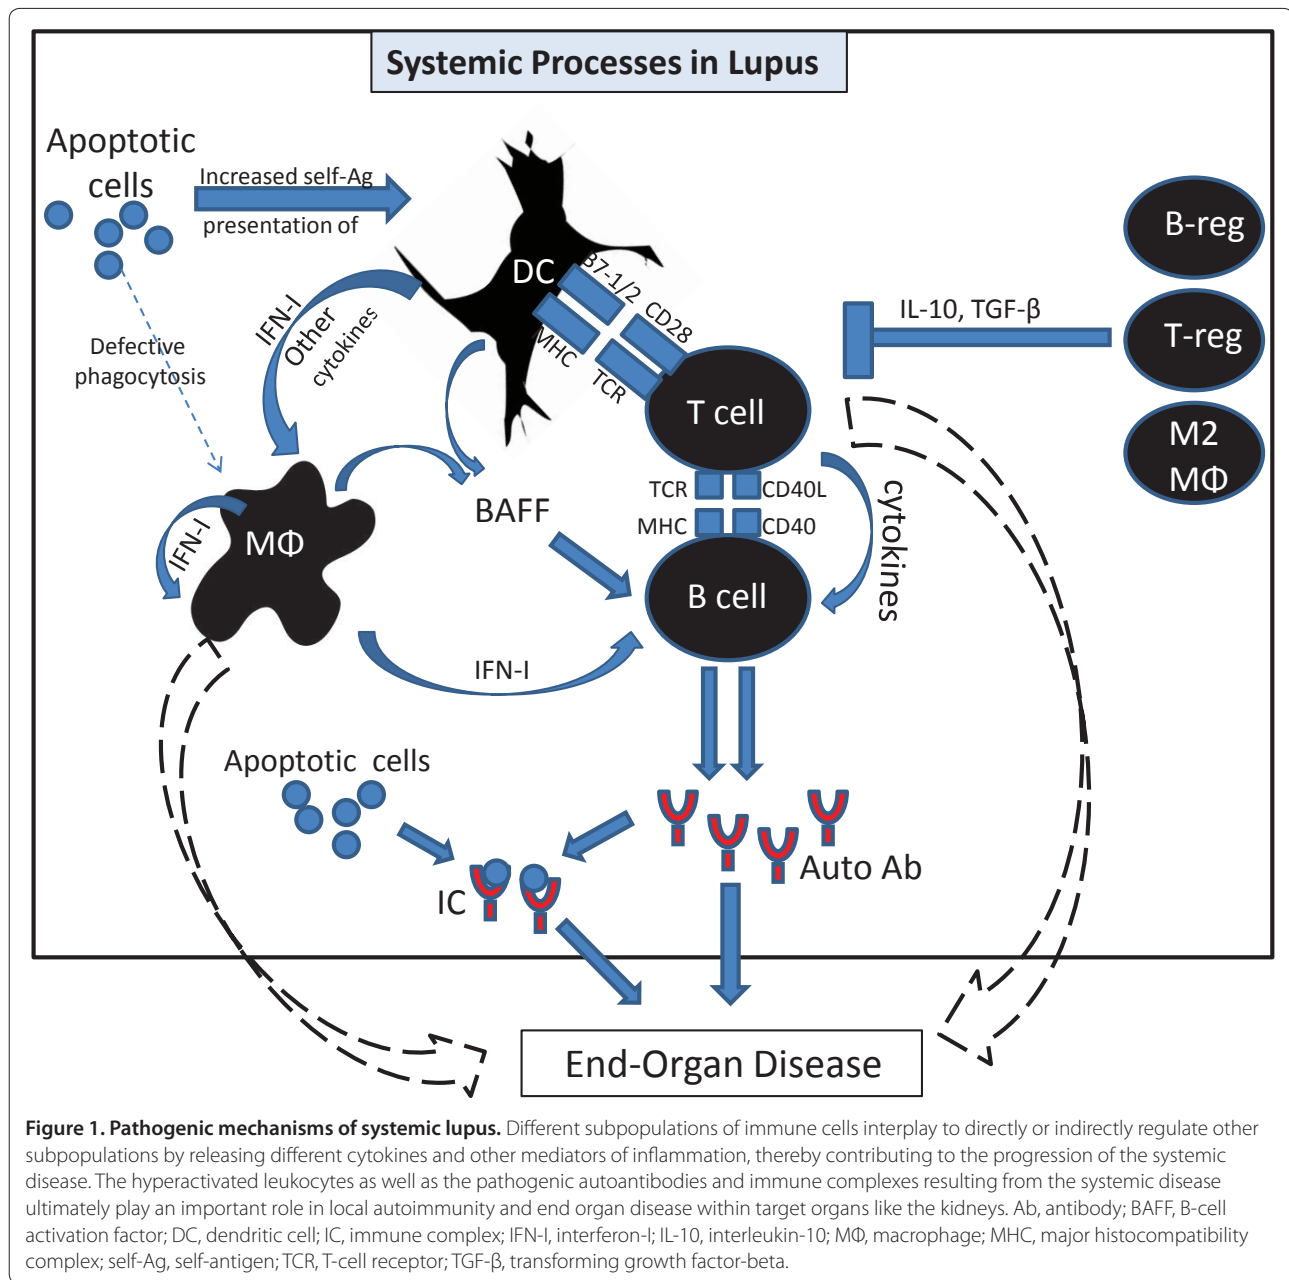 Systemic Processes in Lupus
Apoptotic
cells
Increased self-Ag
presentation of
DC
B7-1/2
CD28
MHC
TCR
B-reg
IL-10, TGF-β
T-reg
M2
MΦ
IFN-I
Other
cytokines
Defective
phagocytosis
T cell
TCR
CD40L
MHC
CD40
cytokines
BAFF
IFN-I
MΦ
B cell
IFN-I
Apoptotic cells
Auto Ab
IC
End-Organ Disease
Figure 1. Pathogenic mechanisms of systemic lupus. Different subpopulations of immune cells interplay to directly or indirectly regulate other
subpopulations by releasing different cytokines and other mediators of inflammation, thereby contributing to the progression of the systemic
disease. The hyperactivated leukocytes as well as the pathogenic autoantibodies and immune complexes resulting from the systemic disease
ultimately play an important role in local autoimmunity and end organ disease within target organs like the kidneys. Ab, antibody; BAFF, B-cell
activation factor; DC, dendritic cell; IC, immune complex; IFN-I, interferon-I; IL-10, interleukin-10; MΦ, macrophage; MHC, major histocompatibility
complex; self-Ag, self-antigen; TCR, T-cell receptor; TGF-β, transforming growth factor-beta.